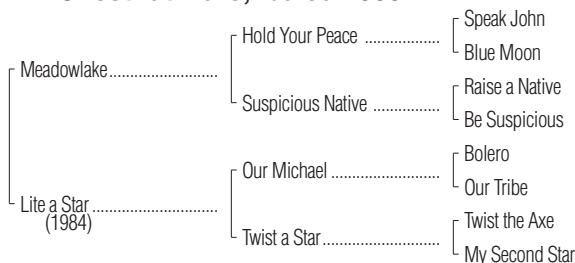 Speak John
Hold Your Peace ..................
Blue Moon
Meadowlake..........................
Raise a Native
Suspicious Native ................
Be Suspicious
Bolero
Our Michael ..........................
Our Tribe
Lite a Star ..............................
(1984)
Twist the Axe
Twist a Star............................
My Second Star